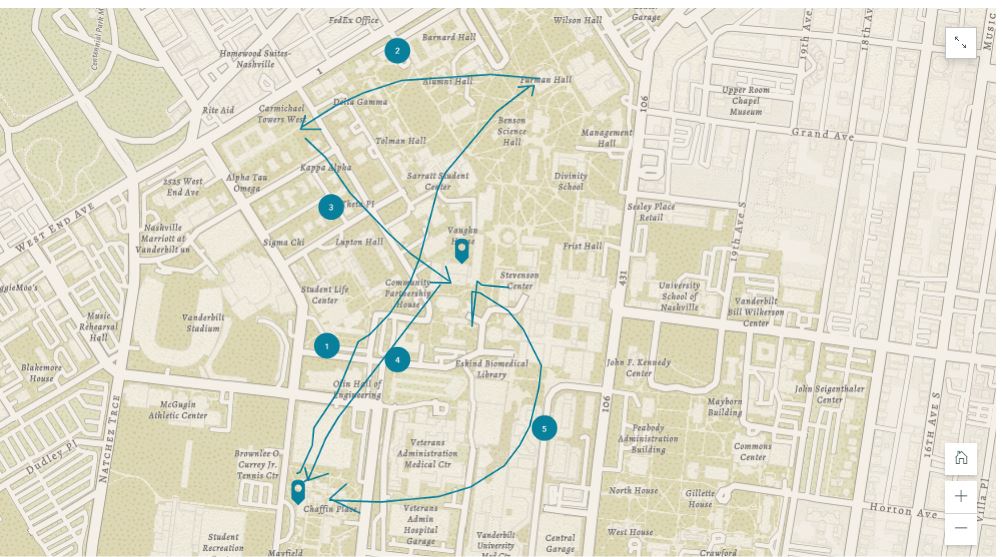 FedEx Office
Wilson Hall
Garage
19th Ave
18th Ave
MUSIC
Centennial Park
Barnard Hall
2
Homewood Suites-
Nashville
1
Alumni Hall
Furman Hall
Upper Room
Chapel
Museum
Rite Aid
Carmichael
Towers West
Delta Gamma
106
Benson
Science
Hall
Management
Hall
Grand Ave
Tolman Hall
Kappa Alpha
2525 West
End Ave
Alpha Tau
Omega
Sarratt Student
Center
Divinity
School
3
Theta Pi
Sesley Place
Retail
WEST END AVE
Nashville
Marriott at
Vanderbilt un
Sigma Chi
Lupton Hall
Vaughn
Frist Hall
19th Ave S
431
Student Life
Center
Community
Partnership
House
Stevenson
Center
University
School of
Nashville
Vanderbilt
Bill Wilkerson
Center
ggieMoo's
Music
Rehearsal
Hall
Vanderbilt
Stadium
1
4
Blakemore
House
Eskind Biomedical
Library
John F. Kennedy
Center
Olin Hall of
Engineering
John Seigenthaler
Center
McGugin
Athletic Center
106
Mayborn
Building
16TH AVE S
NATCHEZ TRCE
5
Peabody
Administration
Building
Dudley Pl
Brownlee O.
Currey Jr.
Tennis Ctr
Veterans
Administration
Medical Ctr
Commons
Center
North House
Gillette
House
Villa Pl
Horton Ave
Chaffin Place
Veterans
Admin
Hospital
Garage
Student
Recreation
Mayfield
Vanderbilt
University
Med Ctr
Central
Garage
West House
Crawford